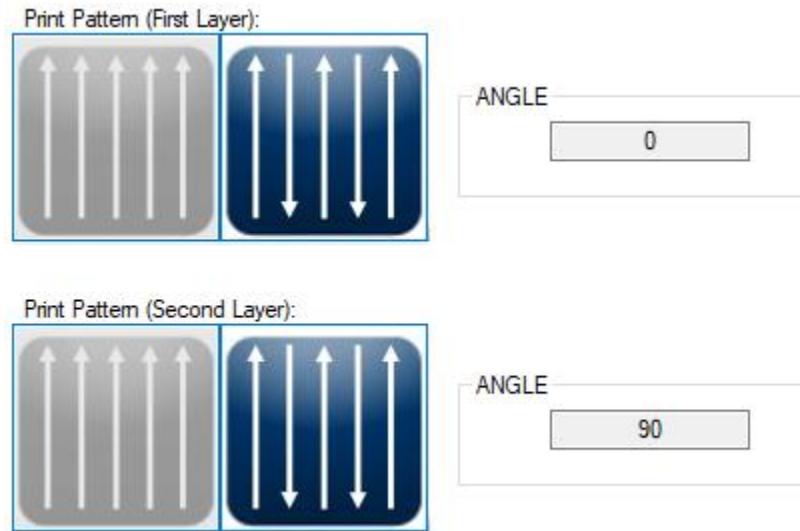 Print Pattern (First Layer):
ANGLE
0
Print Pattern (Second Layer):
ANGLE
90